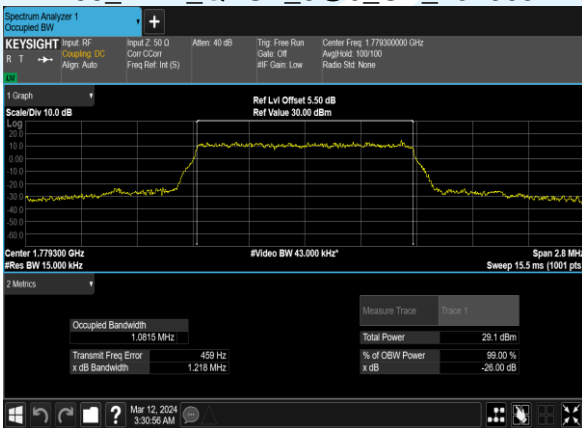 Spectrum Analyzer 1
Occupied BW
+
KEYSIGHT Input: RF Input Z: 50 Ω Atten: 40 dB Trig: Free Run Center Freq: 1.779300000 GHz
R T Coupling: DC Corr CCorr Gate: Off Avg|Hold: 100/100
Align: Auto Freq Ref: Int (S) #IF Gain: Low Radio Std: None
LW
1 Graph
Ref Lvl Offset 5.50 dB
Scale/Div 10.0 dB Ref Value 30.00 dBm
Log
20.0
10.0
0.00
-10.0
-20.0
-30.0
-40.0
-50.0
-60.0
Center 1.779300 GHz #Video BW 43.000 kHz* Span 2.8 MHz
#Res BW 15.000 kHz Sweep 15.5 ms (1001 pts
2 Metrics
Measure Trace Trace 1
Occupied Bandwidth
1.0815 MHz
Total Power 29.1 dBm
Transmit Freq Error 459 Hz % of OBW Power 99.00 %
x dB Bandwidth 1.218 MHz x dB -26.00 dB
?
Mar 12, 2024
3:30:56 AM